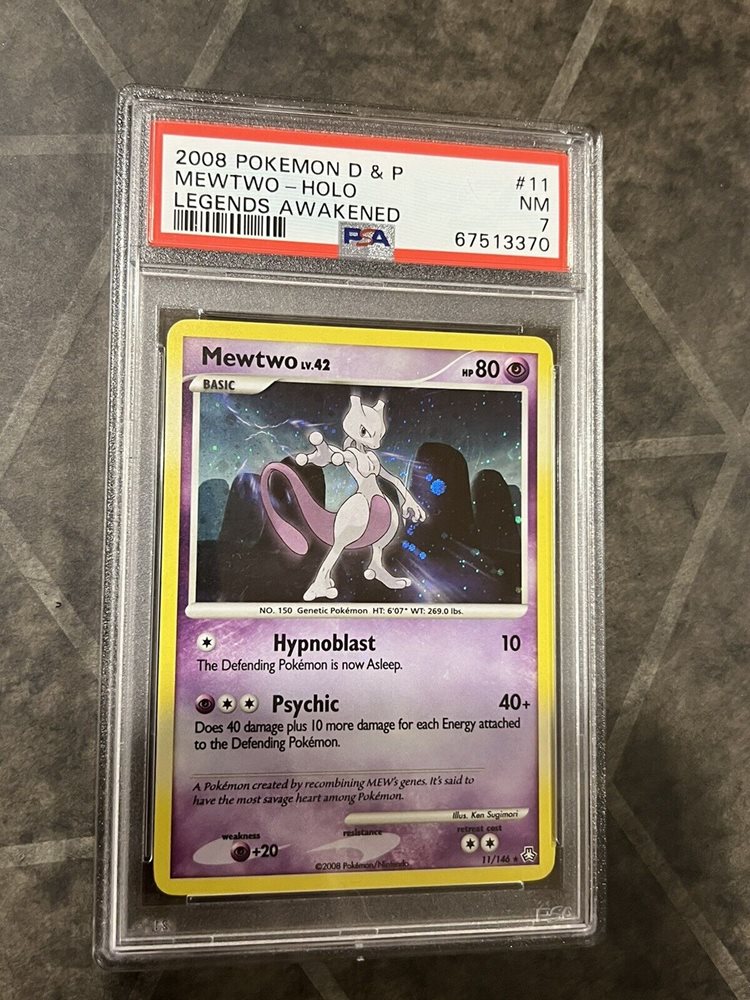 2008 POKEMON D & P #11
MEWTWO - HOLO NM
LEGENDS AWAKENED 7
PSA 67513370
Mewtwo LV.42 HP 80
BASIC
NO. 150 Genetic Pokémon HT: 6'07" WT: 269.0 lbs.
Hypnoblast 10
The Defending Pokémon is now Asleep.
Psychic 40+
Does 40 damage plus 10 more damage for each Energy attached
to the Defending Pokémon.
A Pokémon created by recombining MEW's genes. It's said to
have the most savage heart among Pokémon.
Illus. Ken Sugimori
weakness resistance retreat cost
+20
©2008 Pokémon/Nintendo 11/146